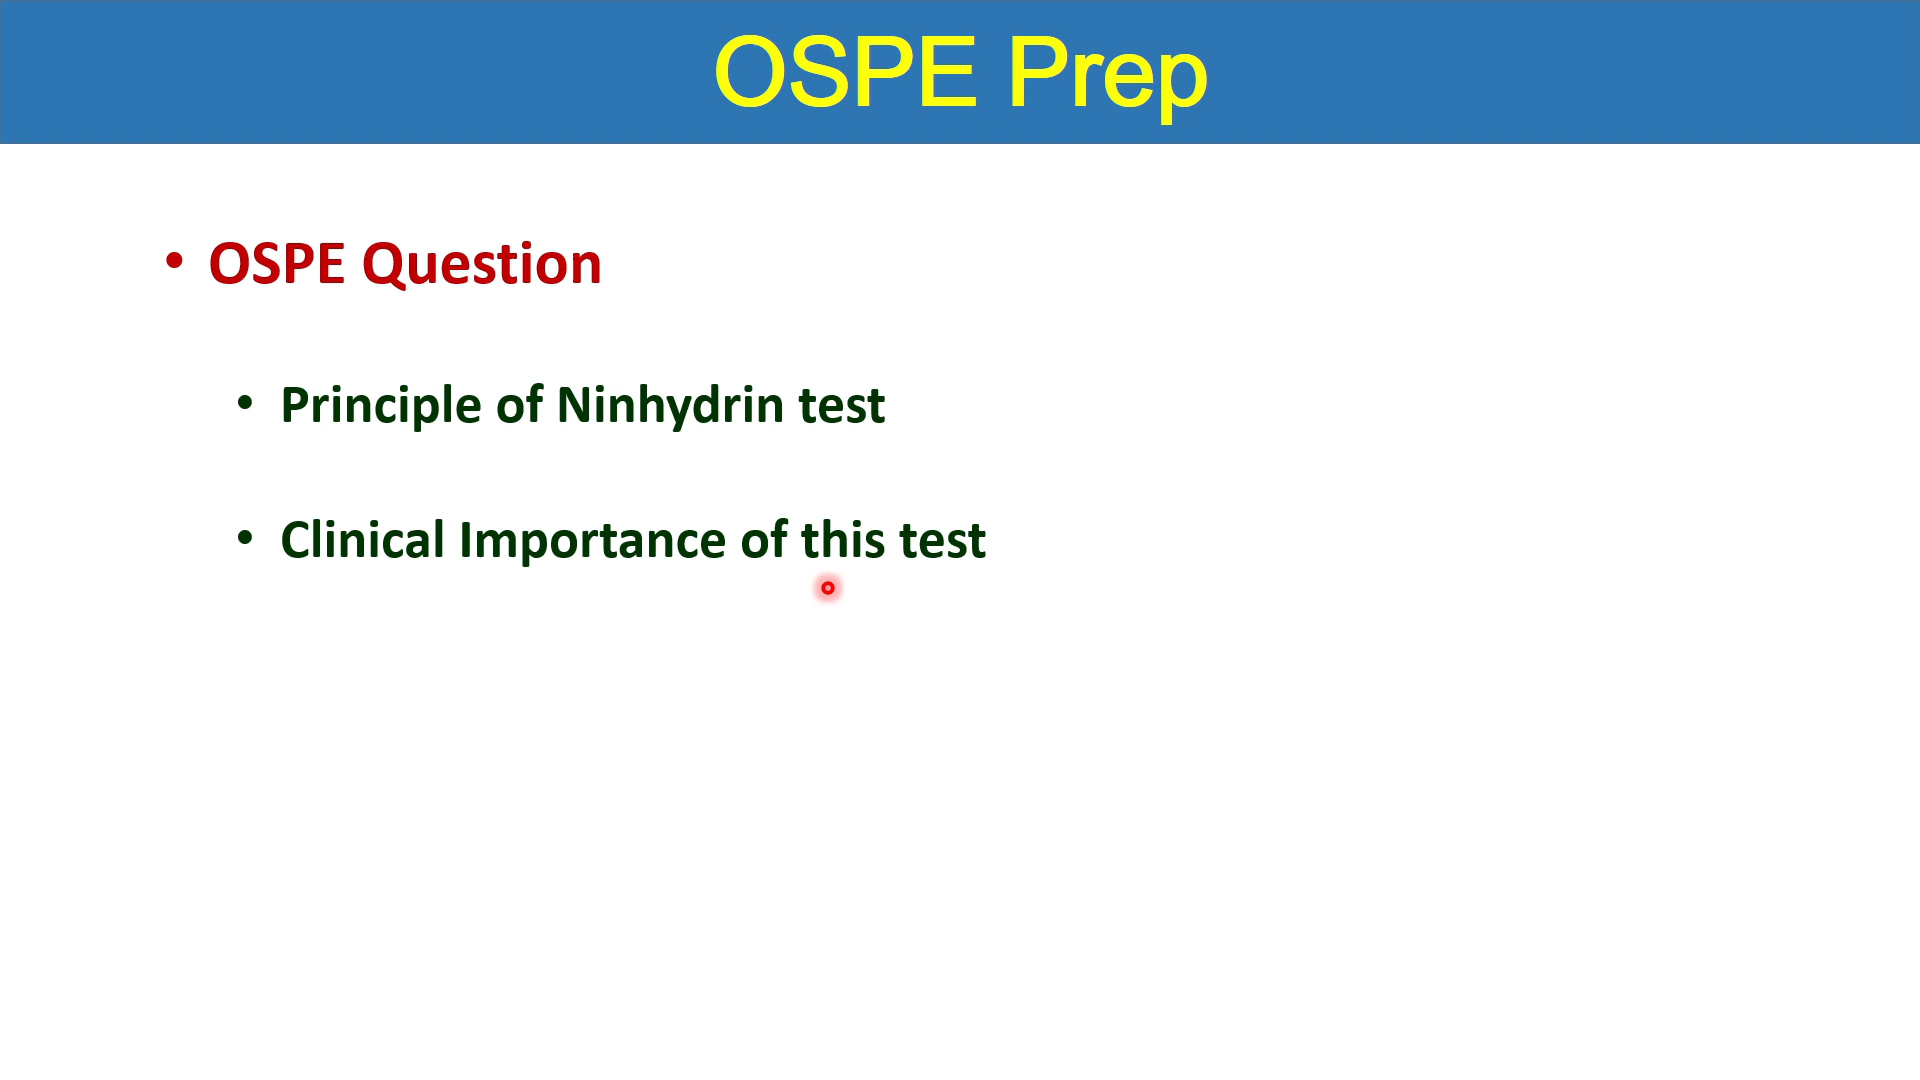 OSPE Prep
• OSPE Question
• Principle of Ninhydrin test
• Clinical Importance of this test